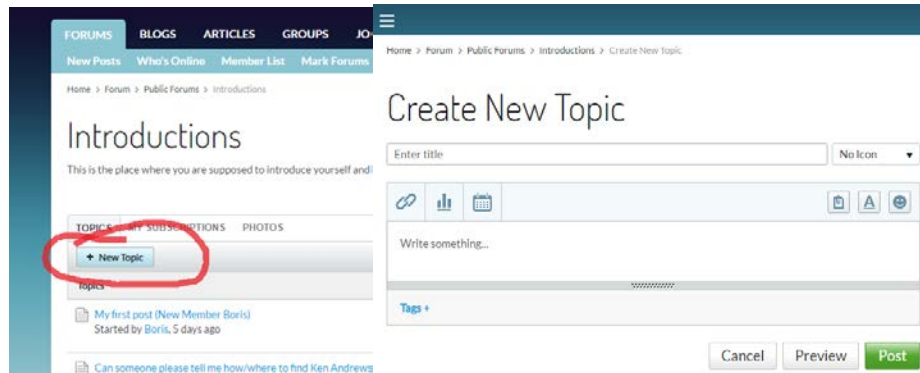 FORUMS BLOGS ARTICLES GROUPS
New Posts Who's Online Member List Mark Forums
Home > Forum > Public Forums > Introductions
Introductions
This is the place where you are supposed to introduce yourself and
TOPICS MY SUBSCRIPTIONS PHOTOS
+ New Topic
Topics
My first post (New Member Boris)
Started by Boris, 5 days ago
Can someone please tell me how/where to find Ken Andrews
Home > Forum > Public Forums > Introductions > Create New Topic
Create New Topic
Enter title
No Icon
A
Write something...
Tags +
Cancel Preview Post